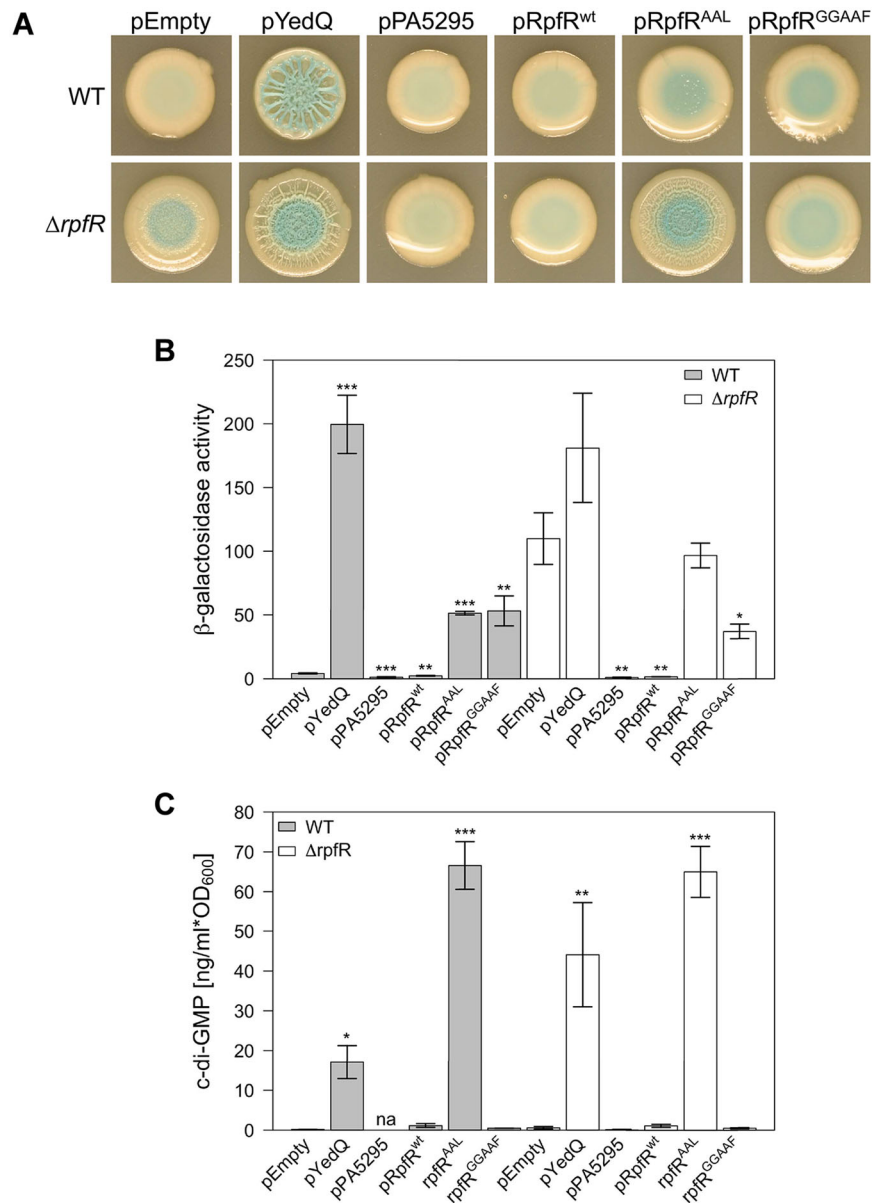 A
pEmpty pYedQ pPA5295 pRpfRwt pRpfRAAL pRpfRGGAAF
WT
ΔrpfR
B
250
200
150
100
50
0
β-galactosidase activity
WT
ΔrpfR
***
***
**
***
**
**
**
*
pEmpty
pYedQ
pPA5295
pRpfRwt
pRpfRAAL
pRpfRGGAAF
pEmpty
pYedQ
pPA5295
pRpfRwt
pRpfRAAL
pRpfRGGAAF
C
80
70
60
50
40
30
20
10
0
c-di-GMP [ng/ml*OD600]
WT
ΔrpfR
*
na
***
**
***
pEmpty
pYedQ
pPA5295
pRpfRwt
rpfRAAL
rpfRGGAAF
pEmpty
pYedQ
pPA5295
pRpfRwt
rpfRAAL
rpfRGGAAF